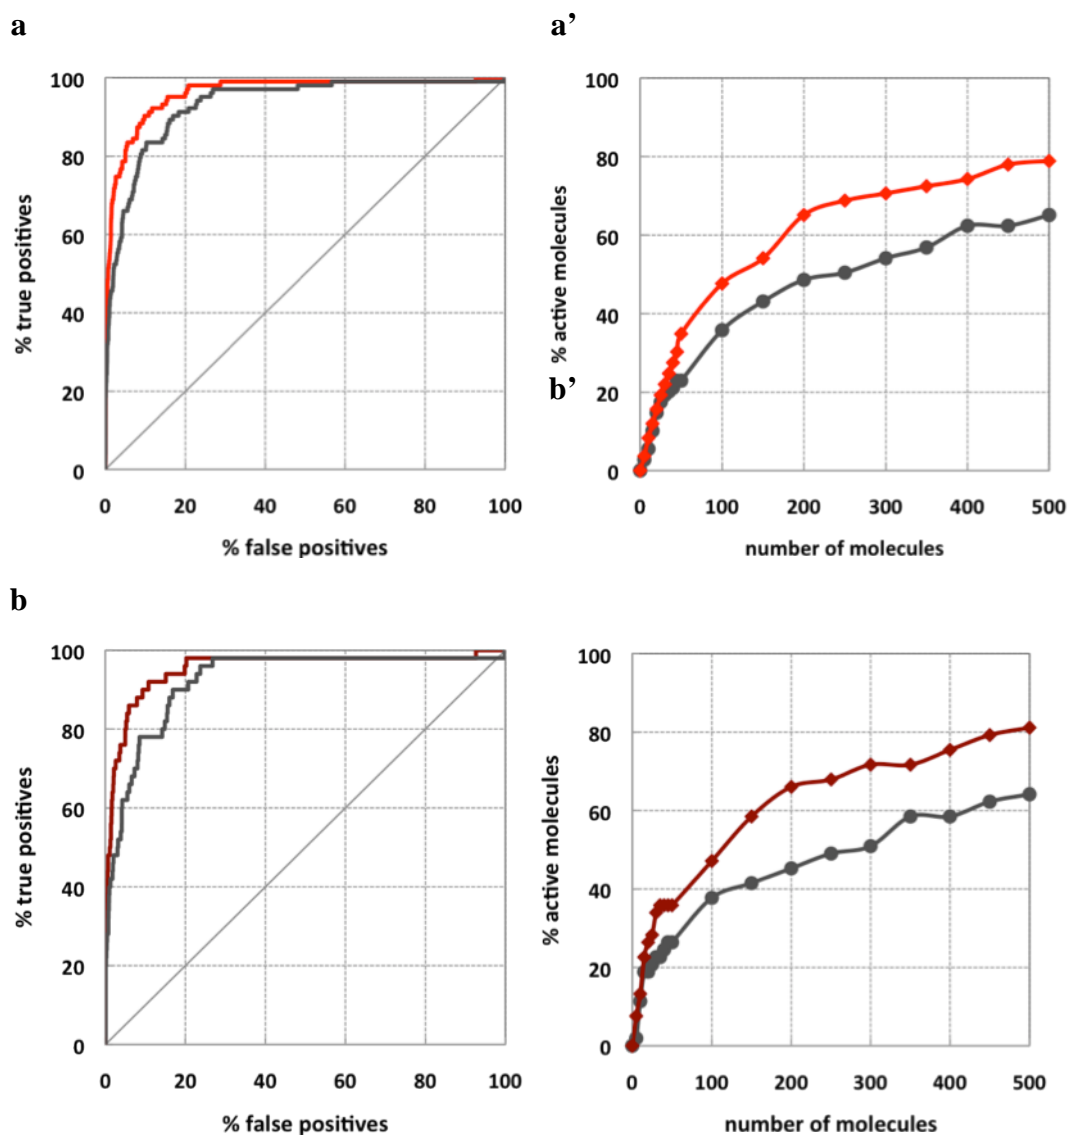 a
a’
100
80
60
40
20
0
% true positives
0 20 40 60 80 100
% false positives
100
80
60
40
20
0
% active molecules
b’
0 100 200 300 400 500
number of molecules
b
100
80
60
40
20
0
% true positives
0 20 40 60 80 100
% false positives
100
80
60
40
20
0
% active molecules
0 100 200 300 400 500
number of molecules